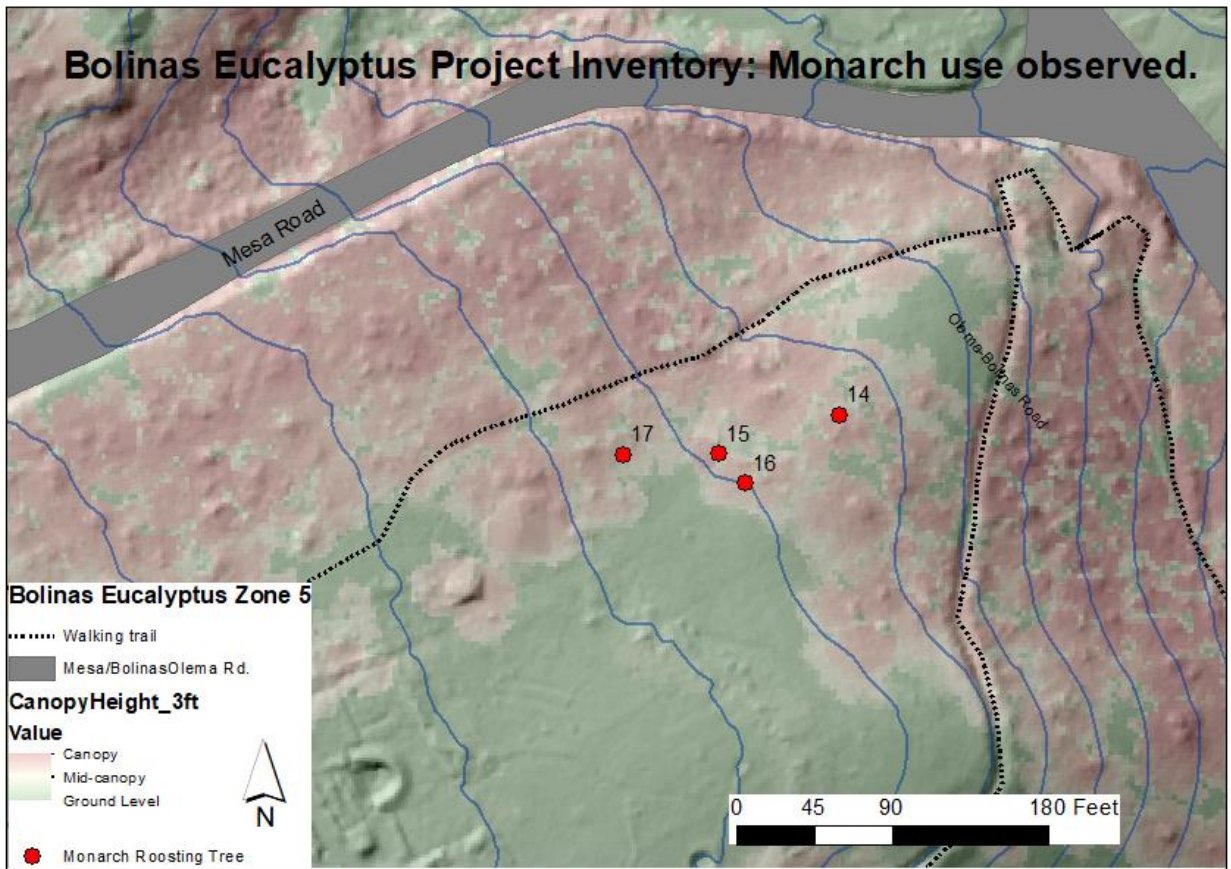 Bolinas Eucalyptus Project Inventory: Monarch use observed.
Mesa Road
Olema-Bolinas Road
14
17
15
16
Bolinas Eucalyptus Zone 5
Walking trail
Mesa/BolinasOlema Rd.
CanopyHeight_3ft
Value
Canopy
Mid-canopy
Ground Level
N
Monarch Roosting Tree
0 45 90 180 Feet